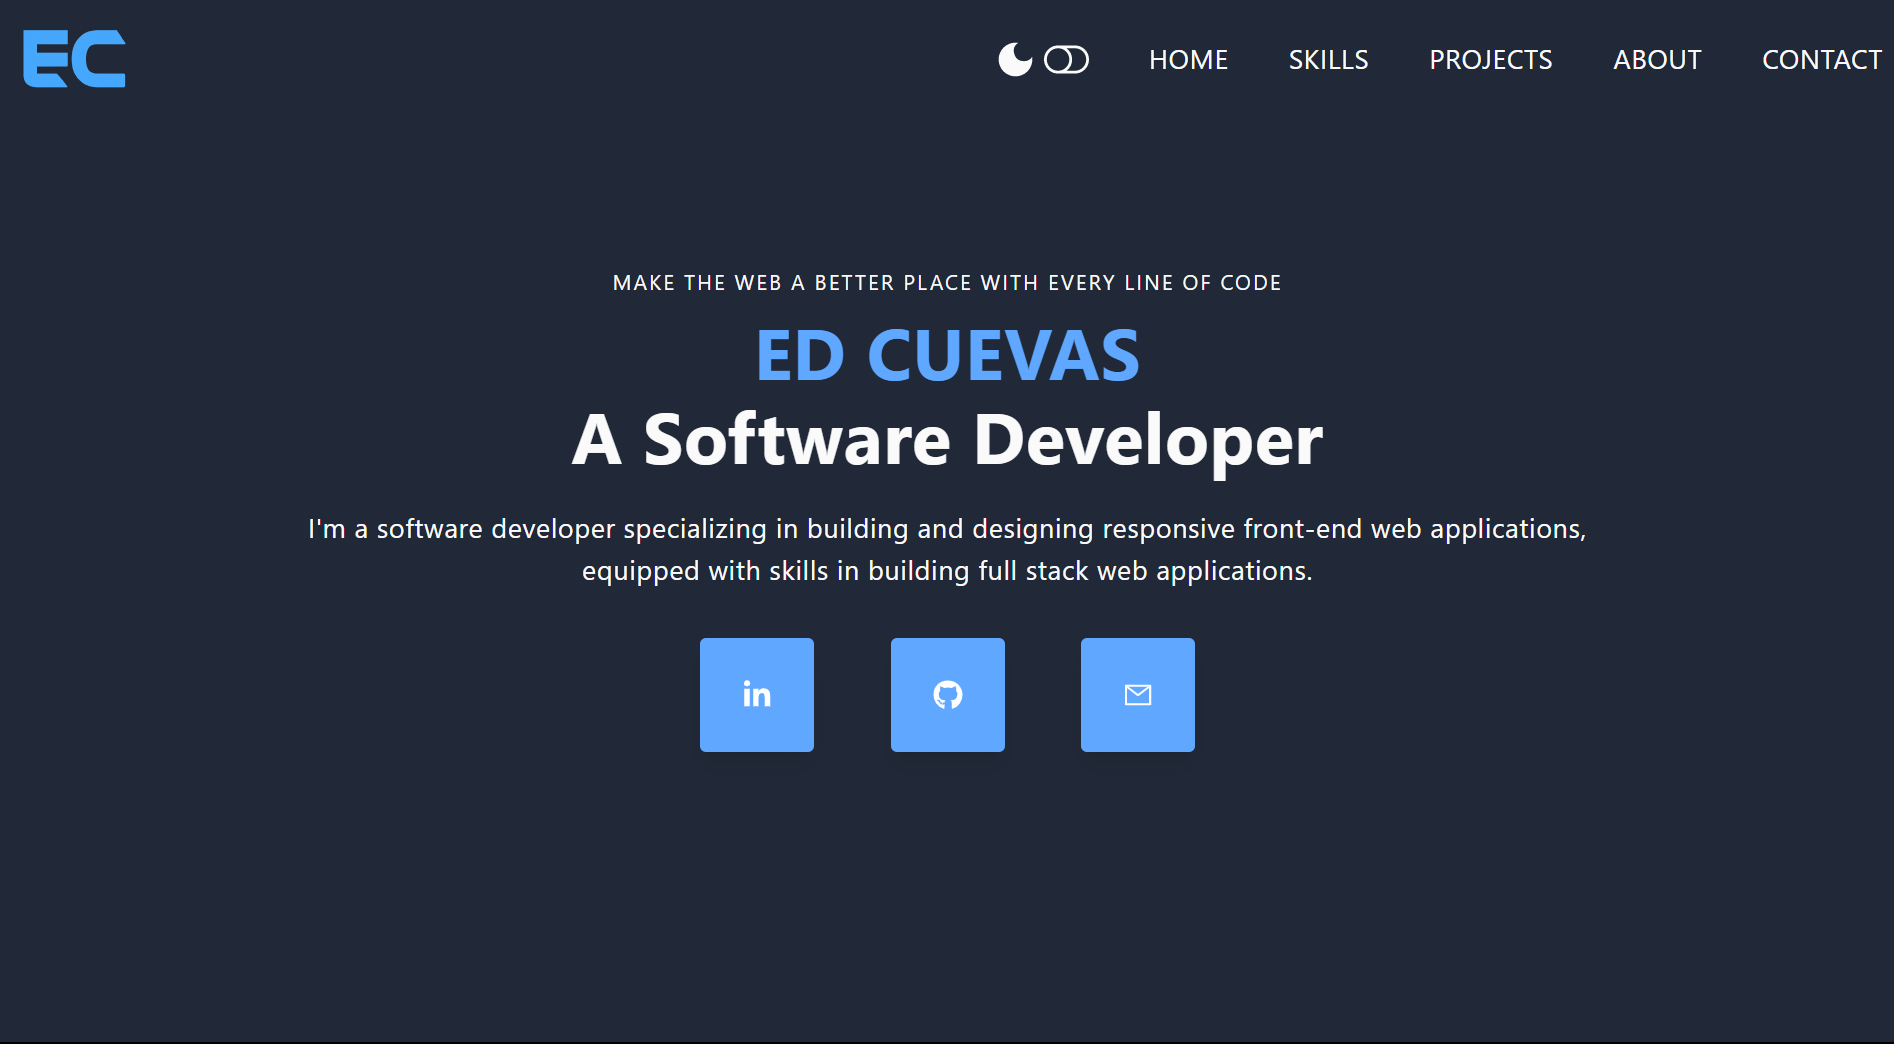 EC
HOME SKILLS PROJECTS ABOUT CONTACT
MAKE THE WEB A BETTER PLACE WITH EVERY LINE OF CODE
ED CUEVAS
A Software Developer
I'm a software developer specializing in building and designing responsive front-end web applications,
equipped with skills in building full stack web applications.
in